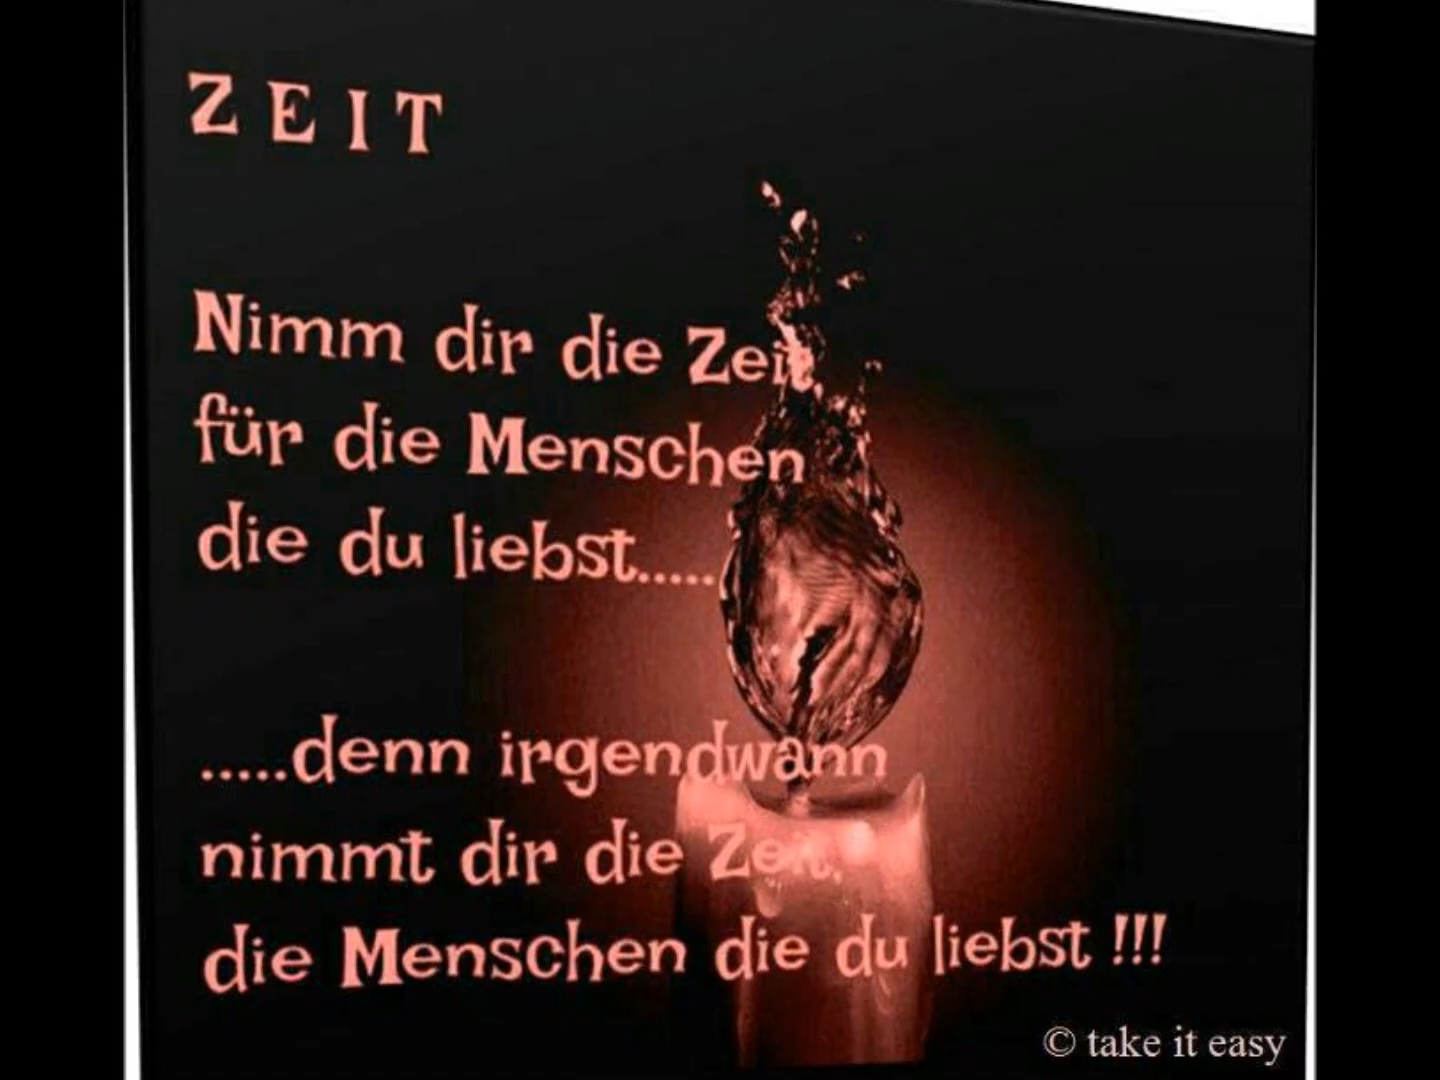 ZEIT
Nimm dir die Zeit,
für die Menschen
die du liebst.....
.....denn irgendwann
nimmt dir die Zeit,
die Menschen die du liebst !!!
© take it easy